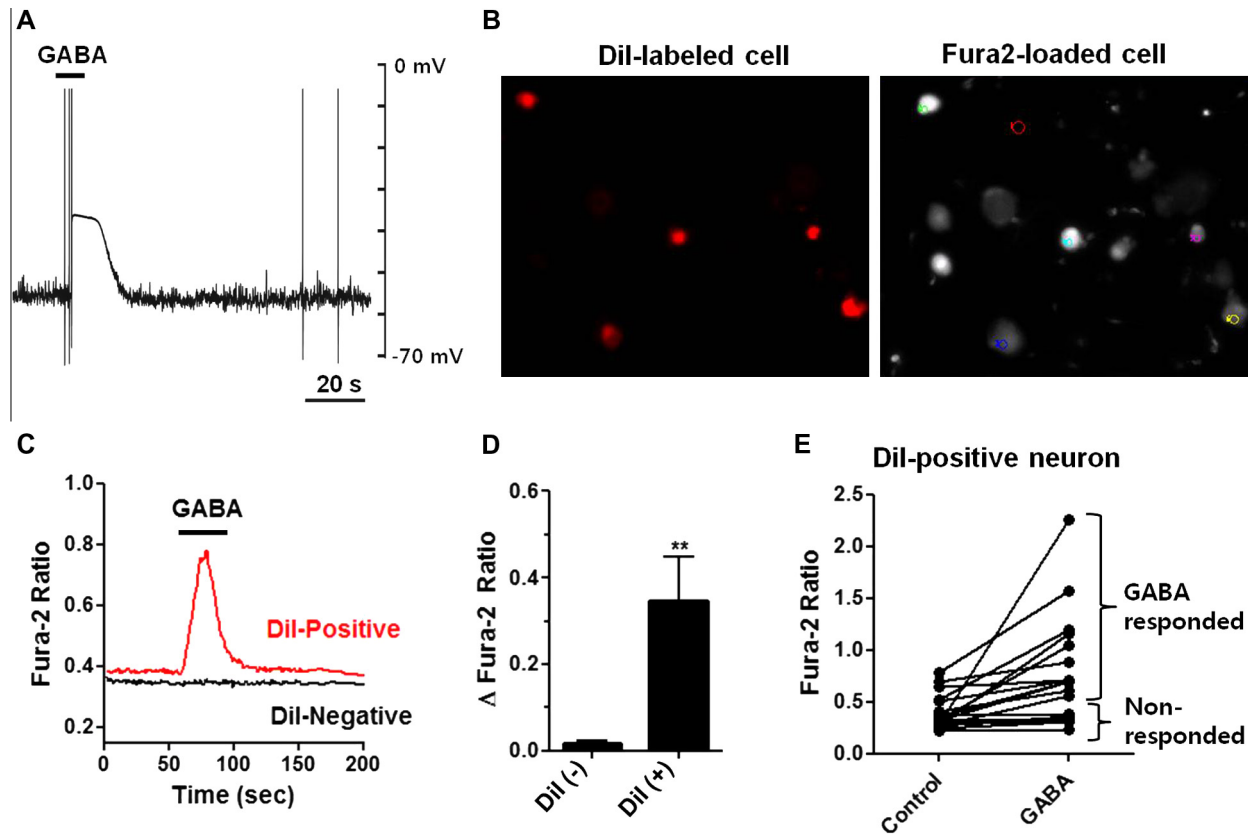 A
GABA
0 mV
-70 mV
20 s
B
DiI-labeled cell
Fura2-loaded cell
C
Fura-2 Ratio
1.0
0.8
0.6
0.4
0.2
GABA
DiI-Positive
DiI-Negative
0 50 100 150 200
Time (sec)
D
Δ Fura-2 Ratio
0.6
0.4
0.2
0.0
**
DiI (-)
DiI (+)
E
DiI-positive neuron
Fura-2 Ratio
2.5
2.0
1.5
1.0
0.5
0.0
GABA
responded
Non-
responded
Control
GABA